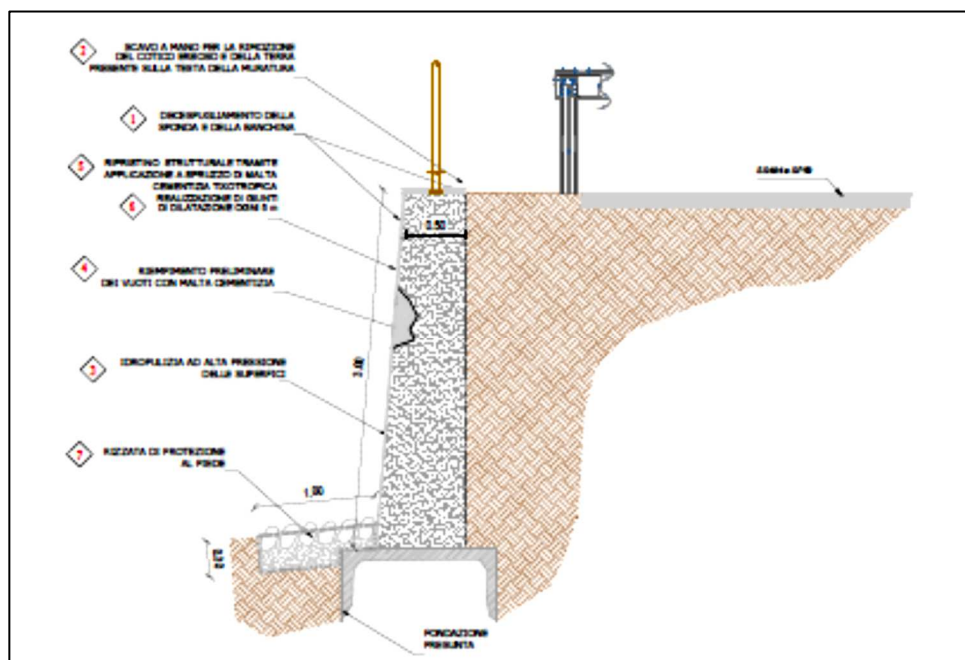 2
SCAVO A MANO PER LA RIMOZIONE
DEL COTICO ERBOSO E DELLA TERRA
PRESENTE SULLA TESTA DELLA MURATURA
1
DECESPUGLIAMENTO DELLA
SPONDA E DELLA BANCHINA
5
RIPRISTINO STRUTTURALE TRAMITE
APPLICAZIONE A SPRUZZO DI MALTA
CEMENTIZIA TIXOTROPICA
6
REALIZZAZIONE DI GIUNTI
DI DILATAZIONE OGNI 5 m
0.50
4
RIEMPIMENTO PRELIMINARE
DEI VUOTI CON MALTA CEMENTIZIA
3
IDROPULIZIA AD ALTA PRESSIONE
DELLE SUPERFICI
3.00
7
RIZZATA DI PROTEZIONE
AL PIEDE
1.00
FONDAZIONE
PRESUNTA